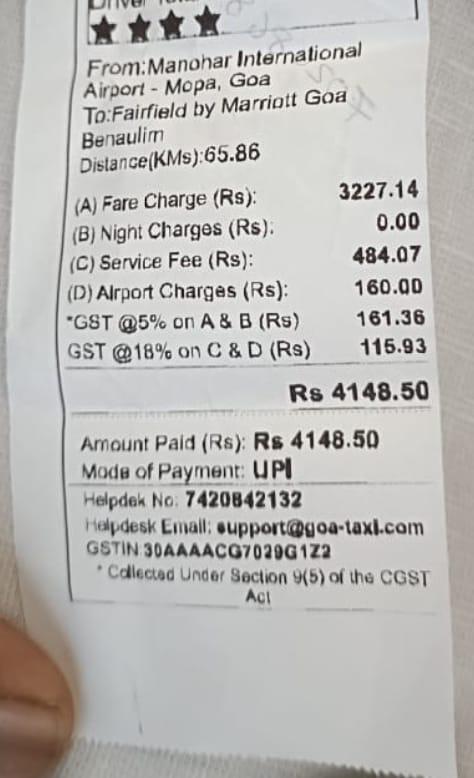 From:Manohar International
Airport - Mopa, Goa
To:Fairfield by Marriott Goa
Benaulim
Distance(KMs):65.86
(A) Fare Charge (Rs): 3227.14
(B) Night Charges (Rs): 0.00
(C) Service Fee (Rs): 484.07
(D) Airport Charges (Rs): 160.00
*GST @5% on A & B (Rs) 161.36
GST @18% on C & D (Rs) 115.93
Rs 4148.50
Amount Paid (Rs): Rs 4148.50
Mode of Payment: UPI
Helpdek No: 7420842132
Helpdesk Email: support@goa-taxi.com
GSTIN:30AAAACG7029G1Z2
* Collected Under Section 9(5) of the CGST
Act